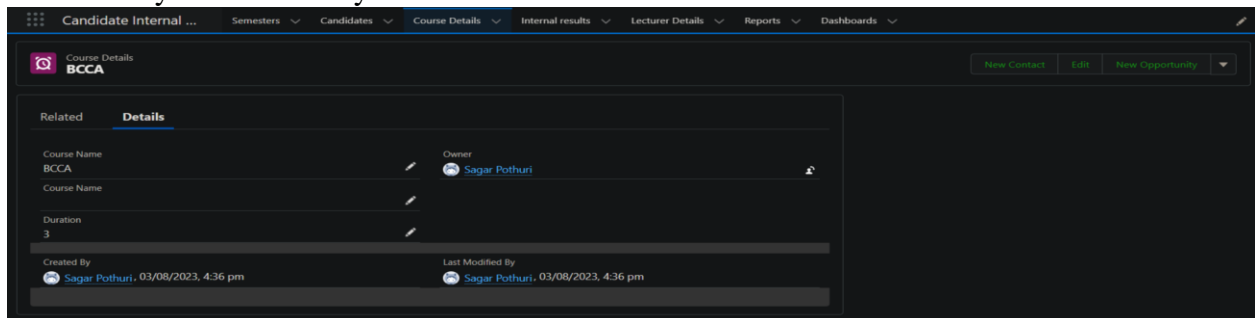 Candidate Internal ... Semesters Candidates Course Details Internal results Lecturer Details Reports Dashboards
Course Details
BCCA
New Contact Edit New Opportunity
Related Details
Course Name
BCCA
Owner
Sagar Pothuri
Course Name
Duration
3
Created By
Sagar Pothuri, 03/08/2023, 4:36 pm
Last Modified By
Sagar Pothuri, 03/08/2023, 4:36 pm